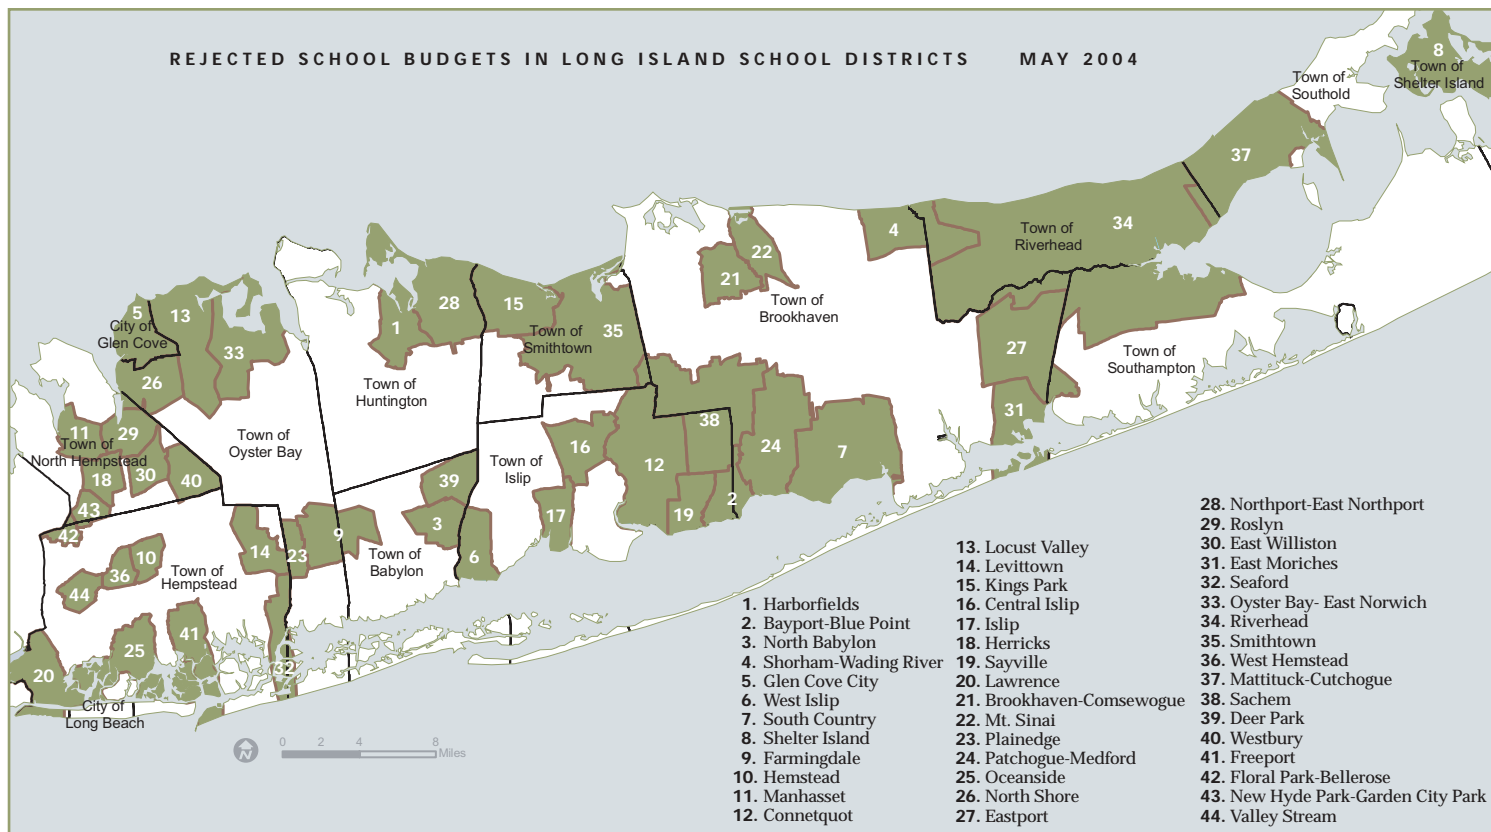 REJECTED SCHOOL BUDGETS IN LONG ISLAND SCHOOL DISTRICTS MAY 2004
8
Town of
Shelter Island
Town of
Southold
37
34
Town of
Riverhead
4
22
21
Town of
Brookhaven
28
1
15
35
Town of
Smithtown
5
13
City of
Glen Cove
33
26
27
Town of
Southampton
31
Town of
Huntington
11
29
Town of
North Hempstead
18
30
40
43
42
Town of
Oyster Bay
Town of
Islip
16
38
12
24
7
39
3
17
19
2
6
9
Town of
Babylon
14
23
10
36
44
Town of
Hempstead
41
25
20
32
City of
Long Beach
N
0 2 4 8
Miles
1. Harborfields
2. Bayport-Blue Point
3. North Babylon
4. Shorham-Wading River
5. Glen Cove City
6. West Islip
7. South Country
8. Shelter Island
9. Farmingdale
10. Hemstead
11. Manhasset
12. Connetquot
13. Locust Valley
14. Levittown
15. Kings Park
16. Central Islip
17. Islip
18. Herricks
19. Sayville
20. Lawrence
21. Brookhaven-Comsewogue
22. Mt. Sinai
23. Plainedge
24. Patchogue-Medford
25. Oceanside
26. North Shore
27. Eastport
28. Northport-East Northport
29. Roslyn
30. East Williston
31. East Moriches
32. Seaford
33. Oyster Bay- East Norwich
34. Riverhead
35. Smithtown
36. West Hemstead
37. Mattituck-Cutchogue
38. Sachem
39. Deer Park
40. Westbury
41. Freeport
42. Floral Park-Bellerose
43. New Hyde Park-Garden City Park
44. Valley Stream